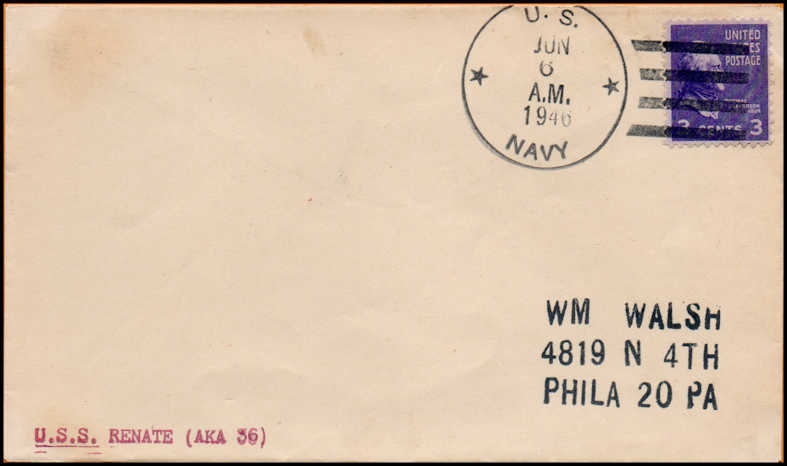 U. S.
JUN
6
A.M.
1946
NAVY
UNITED
STATES
POSTAGE
3 CENTS 3
WM WALSH
4819 N 4TH
PHILA 20 PA
U.S.S. RENATE (AKA 36)